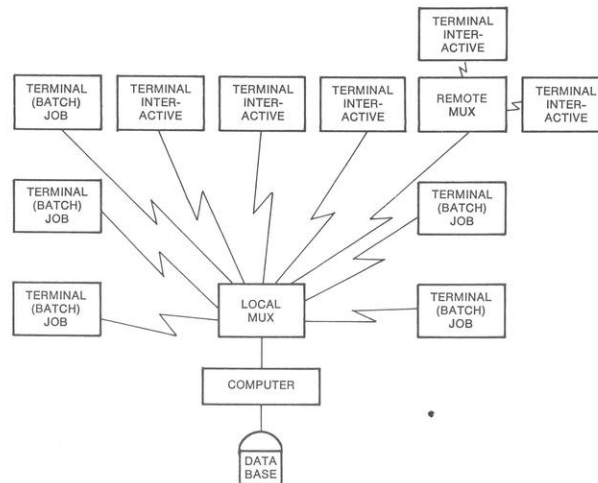 TERMINAL
INTER-
ACTIVE
TERMINAL
(BATCH)
JOB
TERMINAL
INTER-
ACTIVE
TERMINAL
INTER-
ACTIVE
TERMINAL
INTER-
ACTIVE
REMOTE
MUX
TERMINAL
INTER-
ACTIVE
TERMINAL
(BATCH)
JOB
TERMINAL
(BATCH)
JOB
TERMINAL
(BATCH)
JOB
LOCAL
MUX
TERMINAL
(BATCH)
JOB
COMPUTER
DATA
BASE